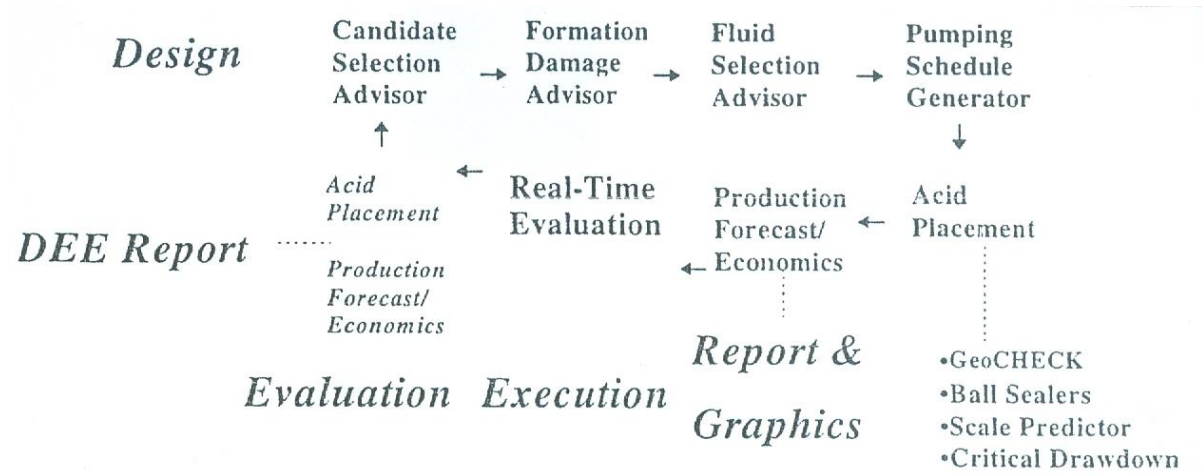 Design
Candidate
Selection
Advisor
Formation
Damage
Advisor
Fluid
Selection
Advisor
Pumping
Schedule
Generator
Acid
Placement
Real-Time
Evaluation
Production
Forecast/
Economics
Acid
Placement
DEE Report
Production
Forecast/
Economics
Evaluation
Execution
Report &
Graphics
•GeoCHECK
•Ball Sealers
•Scale Predictor
•Critical Drawdown